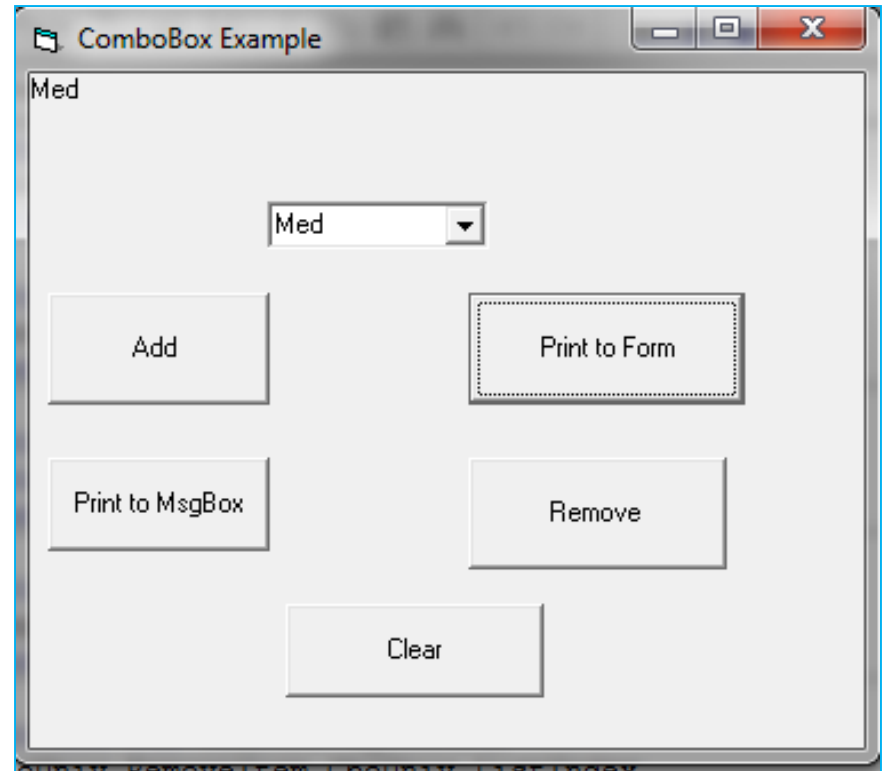 ComboBox Example
Med
Med
Add
Print to Form
Print to MsgBox
Remove
Clear